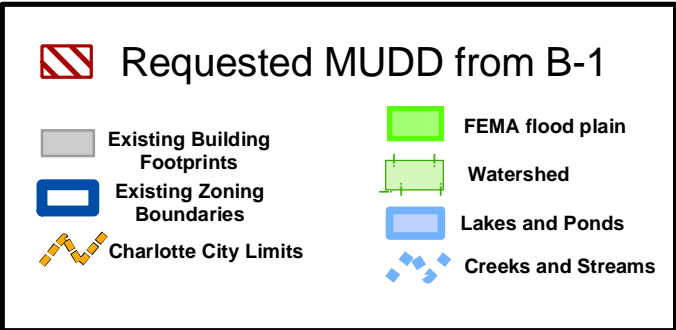 Requested MUDD from B-1
Existing Building
Footprints
Existing Zoning
Boundaries
Charlotte City Limits
FEMA flood plain
Watershed
Lakes and Ponds
Creeks and Streams